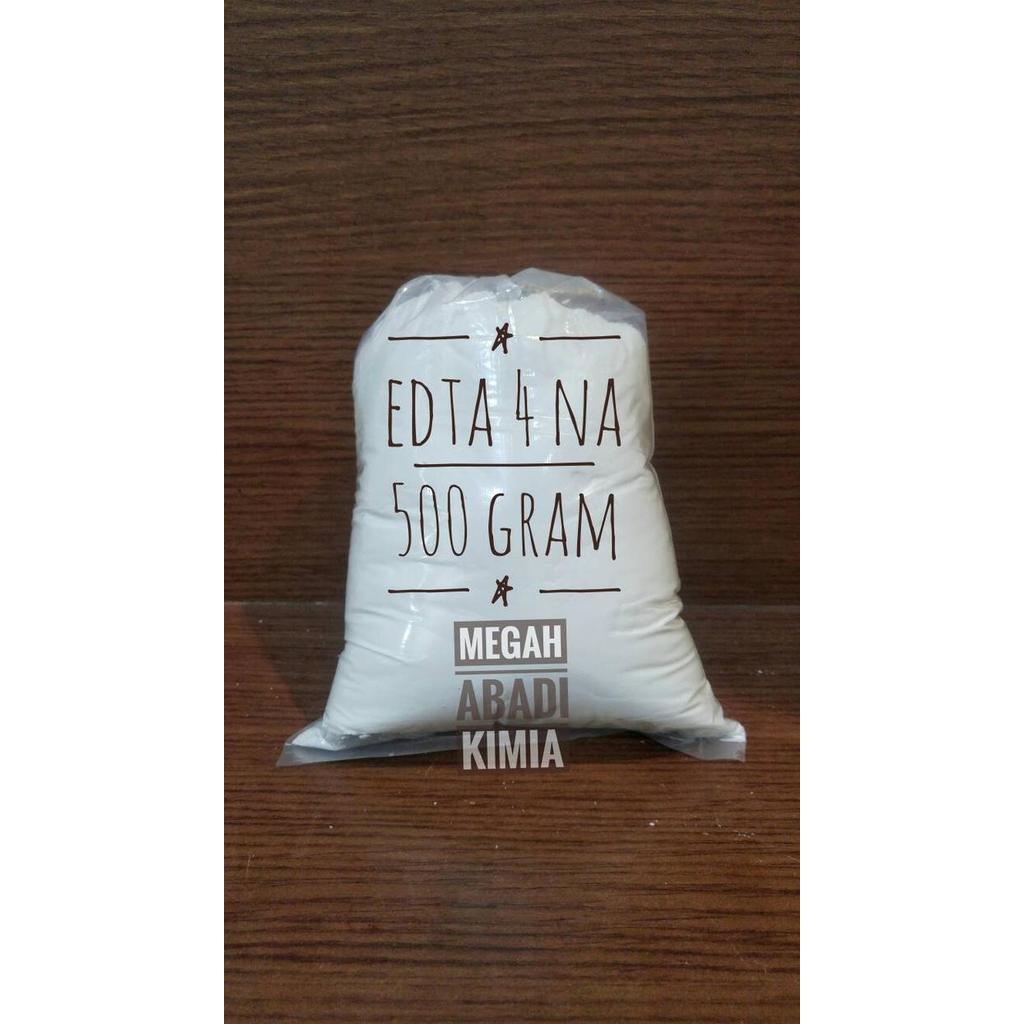 EDTA 4 NA
500 GRAM
MEGAH
ABADI
KIMIA